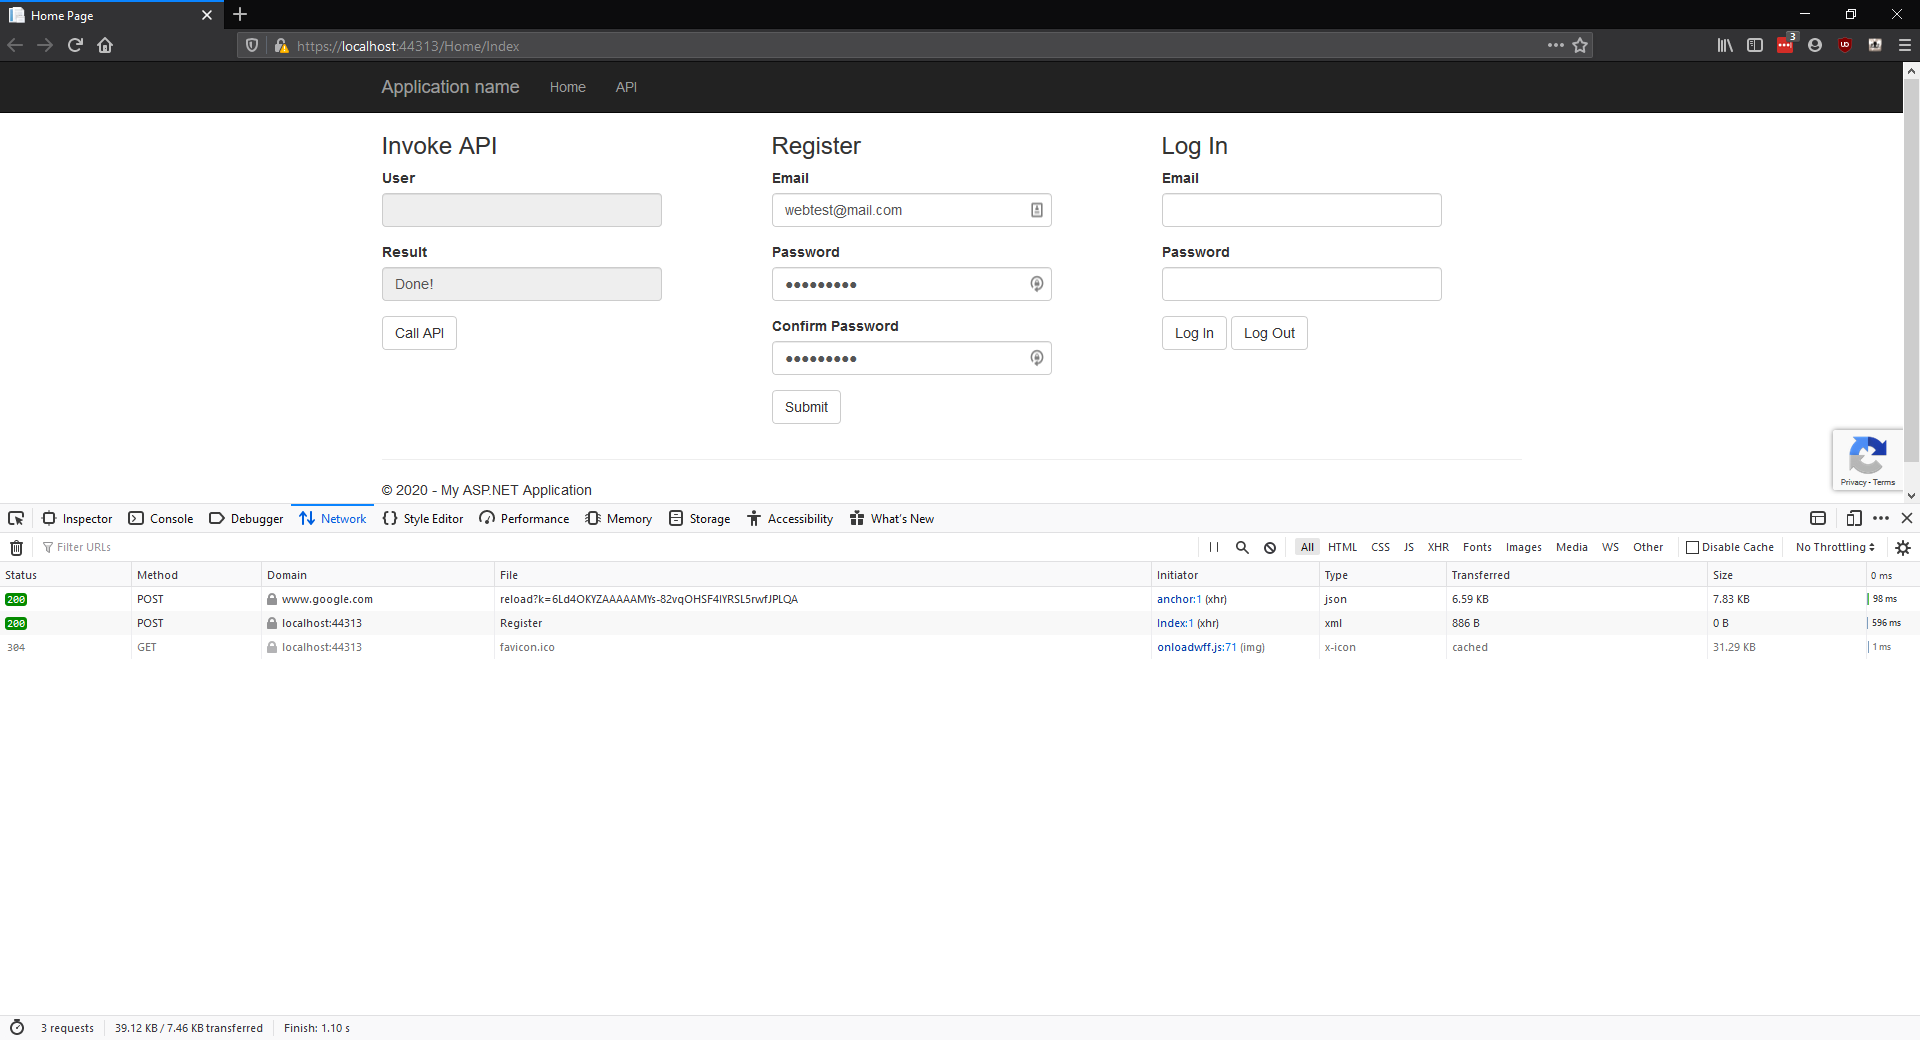 Home Page
https://localhost:44313/Home/Index
3
Application name Home API
Invoke API
User
Result
Done!
Call API
Register
Email
webtest@mail.com
Password
●●●●●●●●●
Confirm Password
●●●●●●●●●
Submit
Log In
Email
Password
Log In Log Out
Privacy - Terms
© 2020 - My ASP.NET Application
Inspector Console Debugger Network Style Editor Performance Memory Storage Accessibility What's New
Filter URLs All HTML CSS JS XHR Fonts Images Media WS Other Disable Cache No Throttling
Status Method Domain File Initiator Type Transferred Size 0 ms
200 POST www.google.com reload?k=6Ld4OKYZAAAAAMYs-82vqOHSF4IYRSL5rwfJPLQA anchor:1 (xhr) json 6.59 KB 7.83 KB 98 ms
200 POST localhost:44313 Register Index:1 (xhr) xml 886 B 0 B 596 ms
304 GET localhost:44313 favicon.ico onloadwff.js:71 (img) x-icon cached 31.29 KB 1 ms
3 requests 39.12 KB / 7.46 KB transferred Finish: 1.10 s